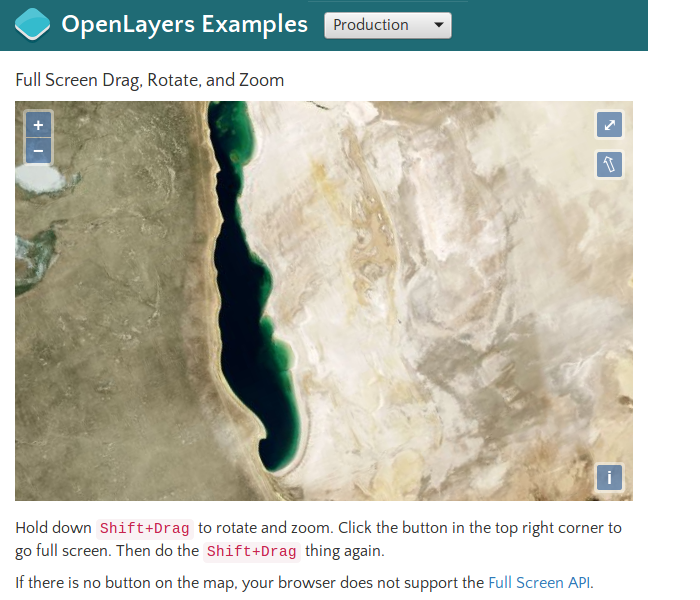 OpenLayers Examples Production
Full Screen Drag, Rotate, and Zoom
+
−
i
Hold down Shift+Drag to rotate and zoom. Click the button in the top right corner to
go full screen. Then do the Shift+Drag thing again.
If there is no button on the map, your browser does not support the Full Screen API.